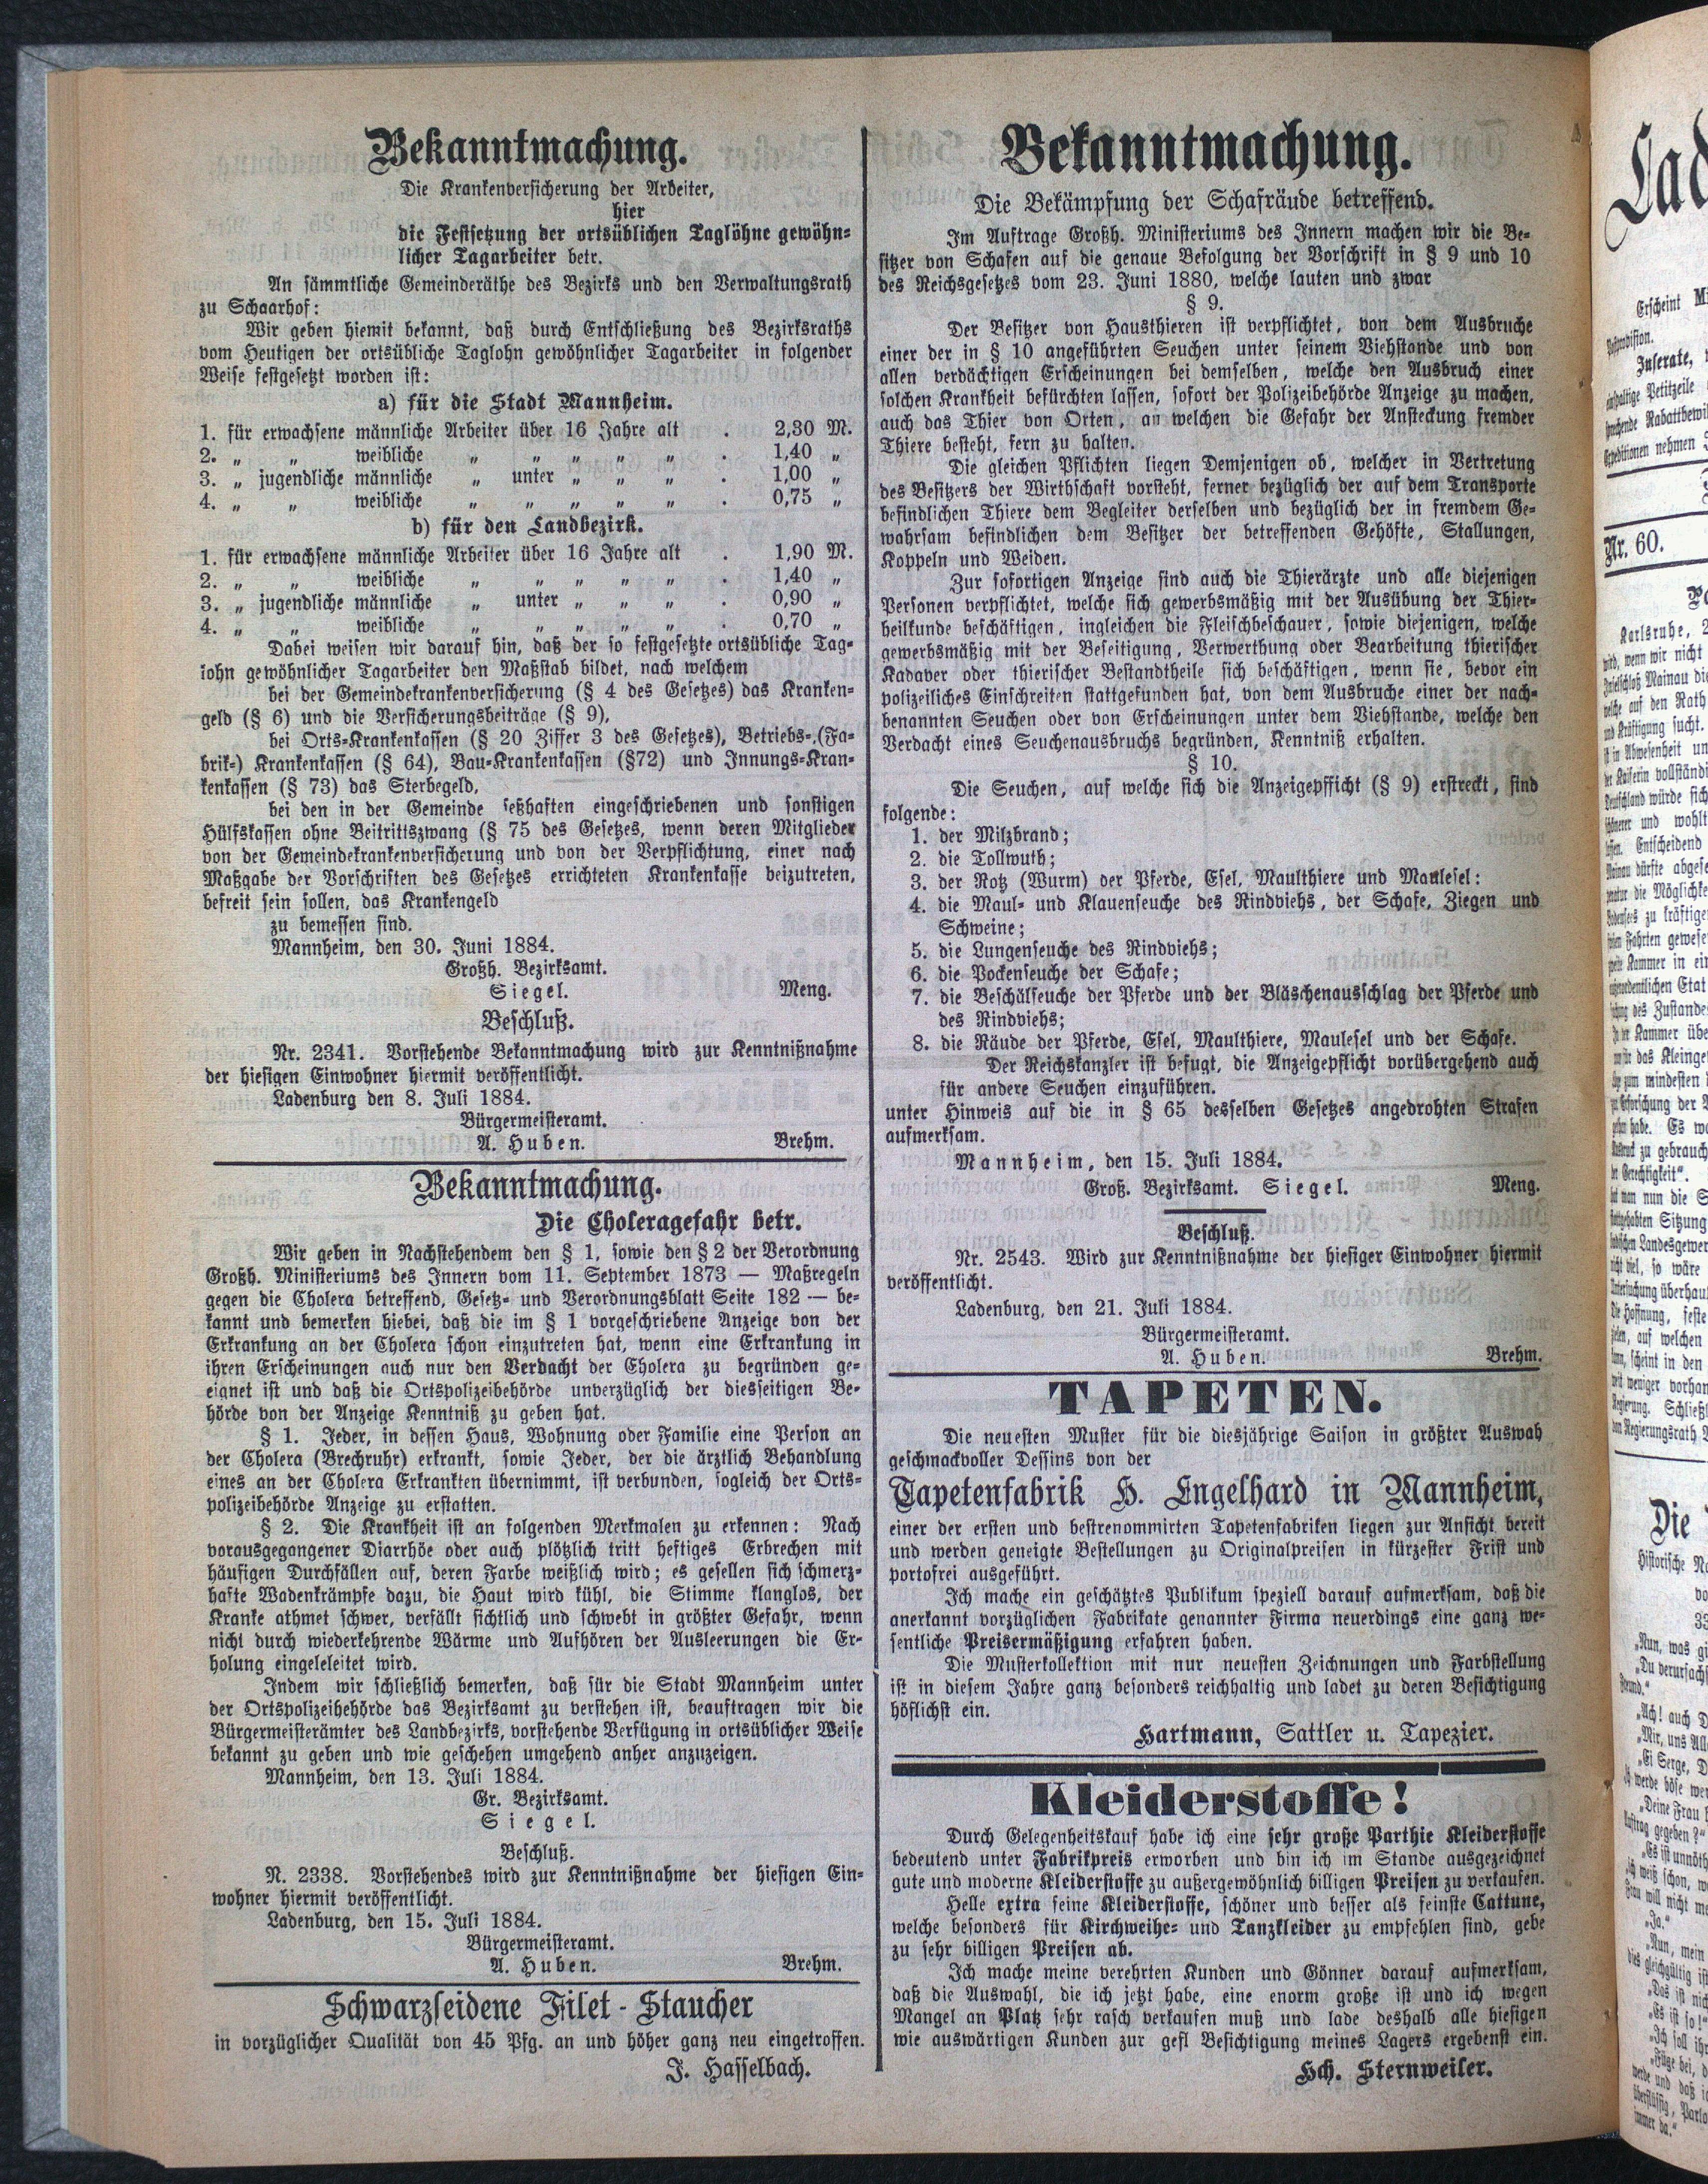 Bekanntmachung.
Die Krankenversicherung der Arbeiter,
hier
die Festsetzung der ortsüblichen Taglöhne gewöhn-
licher Tagarbeiter betr.
An sämmtliche Gemeinderäthe des Bezirks und den Verwaltungsrath
zu Schaarhof:
Wir geben hiemit bekannt, daß durch Entschließung des Bezirksraths
vom Heutigen der ortsübliche Taglohn gewöhnlicher Tagarbeiter in folgender
Weise festgesetzt worden ist:
a) für die Stadt Mannheim.
1. für erwachsene männliche Arbeiter über 16 Jahre alt . 2,30 M.
2. „ „ weibliche „ „ „ „ „ . 1,40 „
3. „ jugendliche männliche „ unter „ „ „ . 1,00 „
4. „ „ weibliche „ „ „ „ „ . 0,75 „
b) für den Landbezirk.
1. für erwachsene männliche Arbeiter über 16 Jahre alt . 1,90 M.
2. „ „ weibliche „ „ „ „ „ . 1,40 „
3. „ jugendliche männliche „ unter „ „ „ . 0,90 „
4. „ „ weibliche „ „ „ „ „ . 0,70 „
Dabei weisen wir darauf hin, daß der so festgesetzte ortsübliche Tag-
lohn gewöhnlicher Tagarbeiter den Maßstab bildet, nach welchem
bei der Gemeindekrankenversicherung (§ 4 des Gesetzes) das Kranken-
geld (§ 6) und die Versicherungsbeiträge (§ 9),
bei Orts-Krankenkassen (§ 20 Ziffer 3 des Gesetzes), Betriebs-,(Fa-
brik-) Krankenkassen (§ 64), Bau-Krankenkassen (§72) und Innungs-Kran-
kenkassen (§ 73) das Sterbegeld,
bei den in der Gemeinde seßhaften eingeschriebenen und sonstigen
Hülfskassen ohne Beitrittszwang (§ 75 des Gesetzes, wenn deren Mitglieder
von der Gemeindekrankenversicherung und von der Verpflichtung, einer nach
Maßgabe der Vorschriften des Gesetzes errichteten Krankenkasse beizutreten,
befreit sein sollen, das Krankengeld
zu bemessen sind.
Mannheim, den 30. Juni 1884.
Großh. Bezirksamt.
Siegel. Meng.
Beschluß.
Nr. 2341. Vorstehende Bekanntmachung wird zur Kenntnißnahme
der hiesigen Einwohner hiermit veröffentlicht.
Ladenburg den 8. Juli 1884.
Bürgermeisteramt.
A. Huben. Brehm.
Bekanntmachung.
Die Choleragefahr betr.
Wir geben in Nachstehendem den § 1, sowie den § 2 der Verordnung
Großh. Ministeriums des Innern vom 11. September 1873 — Maßregeln
gegen die Cholera betreffend, Gesetz- und Verordnungsblatt Seite 182 — be-
kannt und bemerken hiebei, daß die im § 1 vorgeschriebene Anzeige von der
Erkrankung an der Cholera schon einzutreten hat, wenn eine Erkrankung in
ihren Erscheinungen auch nur den Verdacht der Cholera zu begründen ge-
eignet ist und daß die Ortspolizeibehörde unverzüglich der diesseitigen Be-
hörde von der Anzeige Kenntniß zu geben hat.
§ 1. Jeder, in dessen Haus, Wohnung oder Familie eine Person an
der Cholera (Brechruhr) erkrankt, sowie Jeder, der die ärztlich Behandlung
eines an der Cholera Erkrankten übernimmt, ist verbunden, sogleich der Orts-
polizeibehörde Anzeige zu erstatten.
§ 2. Die Krankheit ist an folgenden Merkmalen zu erkennen: Nach
vorausgegangener Diarrhöe oder auch plötzlich tritt heftiges Erbrechen mit
häufigen Durchfällen auf, deren Farbe weißlich wird; es gesellen sich schmerz-
hafte Wadenkrämpfe dazu, die Haut wird kühl, die Stimme klanglos, der
Kranke athmet schwer, verfällt sichtlich und schwebt in größter Gefahr, wenn
nicht durch wiederkehrende Wärme und Aufhören der Ausleerungen die Er-
holung eingeleleitet wird.
Indem wir schließlich bemerken, daß für die Stadt Mannheim unter
der Ortspolizeibehörde das Bezirksamt zu verstehen ist, beauftragen wir die
Bürgermeisterämter des Landbezirks, vorstehende Verfügung in ortsüblicher Weise
bekannt zu geben und wie geschehen umgehend anher anzuzeigen.
Mannheim, den 13. Juli 1884.
Gr. Bezirksamt.
Siegel.
Beschluß.
N. 2338. Vorstehendes wird zur Kenntnißnahme der hiesigen Ein-
wohner hiermit veröffentlicht.
Ladenburg, den 15. Juli 1884.
Bürgermeisteramt.
A. Huben. Brehm.
Schwarzseidene Filet - Staucher
in vorzüglicher Qualität von 45 Pfg. an und höher ganz neu eingetroffen.
J. Hasselbach.
Bekanntmachung.
Die Bekämpfung der Schafräude betreffend.
Im Auftrage Großh. Ministeriums des Innern machen wir die Be-
sitzer von Schafen auf die genaue Befolgung der Vorschrift in § 9 und 10
des Reichsgesetzes vom 23. Juni 1880, welche lauten und zwar
§ 9.
Der Besitzer von Hausthieren ist verpflichtet, von dem Ausbruche
einer der in § 10 angeführten Seuchen unter seinem Viehstande und von
allen verdächtigen Erscheinungen bei demselben, welche den Ausbruch einer
solchen Krankheit befürchten lassen, sofort der Polizeibehörde Anzeige zu machen,
auch das Thier von Orten, an welchen die Gefahr der Ansteckung fremder
Thiere besteht, fern zu halten.
Die gleichen Pflichten liegen Demjenigen ob, welcher in Vertretung
des Besitzers der Wirthschaft vorsteht, ferner bezüglich der auf dem Transporte
befindlichen Thiere dem Begleiter derselben und bezüglich der in fremdem Ge-
wahrsam befindlichen dem Besitzer der betreffenden Gehöfte, Stallungen,
Koppeln und Weiden.
Zur sofortigen Anzeige sind auch die Thierärzte und alle diejenigen
Personen verpflichtet, welche sich gewerbsmäßig mit der Ausübung der Thier-
heilkunde beschäftigen, ingleichen die Fleischbeschauer, sowie diejenigen, welche
gewerbsmäßig mit der Beseitigung, Verwerthung oder Bearbeitung thierischer
Kadaver oder thierischer Bestandtheile sich beschäftigen, wenn sie, bevor ein
polizeiliches Einschreiten stattgefunden hat, von dem Ausbruche einer der nach-
benannten Seuchen oder von Erscheinungen unter dem Viehstande, welche den
Verdacht eines Seuchenausbruchs begründen, Kenntniß erhalten.
§ 10.
Die Seuchen, auf welche sich die Anzeigepfficht (§ 9) erstreckt, sind
folgende:
1. der Milzbrand;
2. die Tollwuth;
3. der Rotz (Wurm) der Pferde, Esel, Maulthiere und Maulesel:
4. die Maul- und Klauenseuche des Rindviehs, der Schafe, Ziegen und
Schweine;
5. die Lungenseuche des Rindviehs;
6. die Pockenseuche der Schafe;
7. die Beschälseuche der Pferde und der Bläschenausschlag der Pferde und
des Rindviehs;
8. die Räude der Pferde, Esel, Maulthiere, Maulesel und der Schafe.
Der Reichskanzler ist befugt, die Anzeigepflicht vorübergehend auch
für andere Seuchen einzuführen.
unter Hinweis auf die in § 65 desselben Gesetzes angedrohten Strafen
aufmerksam.
Mannheim, den 15. Juli 1884.
Groß. Bezirksamt. Siegel. Meng.
Beschluß.
Nr. 2543. Wird zur Kenntnißnahme der hiesiger Einwohner hiermit
veröffentlicht.
Ladenburg, den 21. Juli 1884.
Bürgermeisteramt.
A. Huben. Brehm.
TAPETEN.
Die neuesten Muster für die diesjährige Saison in größter Auswah
geschmackvoller Dessins von der
Tapetenfabrik H. Engelhard in Mannheim,
einer der ersten und bestrenommirten Tapetenfabriken liegen zur Ansicht bereit
und werden geneigte Bestellungen zu Originalpreisen in kürzester Frist und
portofrei ausgeführt.
Ich mache ein geschätztes Publikum speziell darauf aufmerksam, daß die
anerkannt vorzüglichen Fabrikate genannter Firma neuerdings eine ganz we-
sentliche Preisermäßigung erfahren haben.
Die Musterkollektion mit nur neuesten Zeichnungen und Farbstellung
ist in diesem Jahre ganz besonders reichhaltig und ladet zu deren Besichtigung
höflichst ein.
Hartmann, Sattler u. Tapezier.
Kleiderstoffe!
Durch Gelegenheitskauf habe ich eine sehr große Parthie Kleiderstoffe
bedeutend unter Fabrikpreis erworben und bin ich im Stande ausgezeichnet
gute und moderne Kleiderstoffe zu außergewöhnlich billigen Preisen zu verkaufen.
Helle extra feine Kleiderstoffe, schöner und besser als feinste Cattune,
welche besonders für Kirchweihe- und Tanzkleider zu empfehlen sind, gebe
zu sehr billigen Preisen ab.
Ich mache meine verehrten Kunden und Gönner darauf aufmerksam,
daß die Auswahl, die ich jetzt habe, eine enorm große ist und ich wegen
Mangel an Platz sehr rasch verkaufen muß und lade deshalb alle hiesigen
wie auswärtigen Kunden zur gefl Besichtigung meines Lagers ergebenst ein.
Hch. Sternweiler.
Lad
Erscheint
Inserate,
Nr. 60.
Karlsruhe,
Die